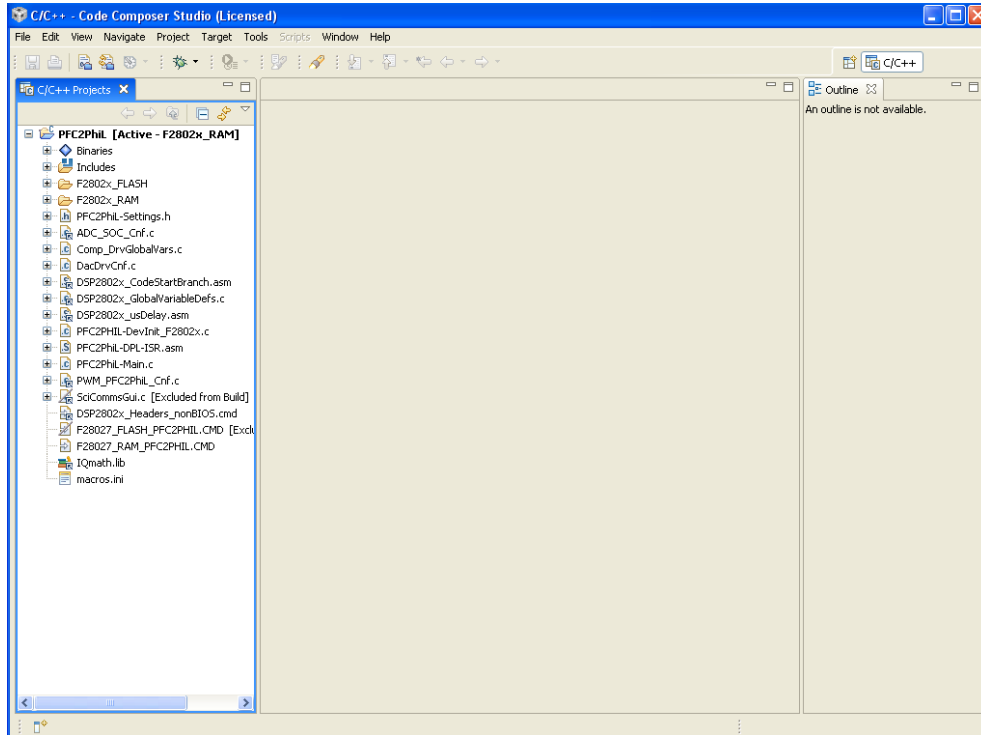 C/C++ - Code Composer Studio (Licensed)
File Edit View Navigate Project Target Tools Scripts Window Help
C/C++
C/C++ Projects
Outline
An outline is not available.
PFC2PhiL [Active - F2802x_RAM]
Binaries
Includes
F2802x_FLASH
F2802x_RAM
PFC2PhiL-Settings.h
ADC_SOC_Cnf.c
Comp_DrvGlobalVars.c
DacDrvCnf.c
DSP2802x_CodeStartBranch.asm
DSP2802x_GlobalVariableDefs.c
DSP2802x_usDelay.asm
PFC2PHIL-DevInit_F2802x.c
PFC2PhiL-DPL-ISR.asm
PFC2PhiL-Main.c
PWM_PFC2PhiL_Cnf.c
SciCommsGui.c [Excluded from Build]
DSP2802x_Headers_nonBIOS.cmd
F28027_FLASH_PFC2PHIL.CMD [Exclu
F28027_RAM_PFC2PHIL.CMD
IQmath.lib
macros.ini